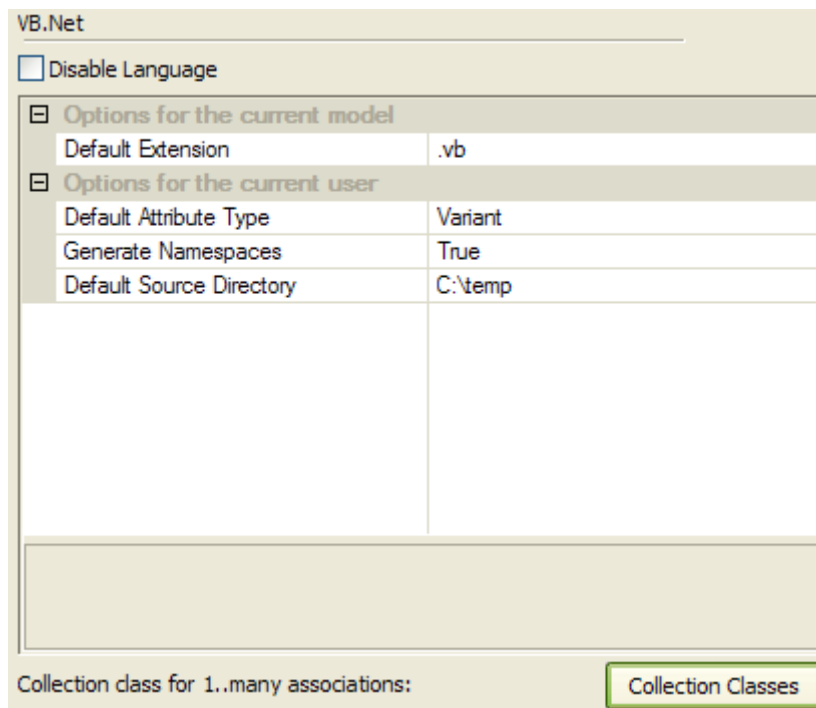 VB.Net
Disable Language
Options for the current model
Default Extension .vb
Options for the current user
Default Attribute Type Variant
Generate Namespaces True
Default Source Directory C:\temp
Collection class for 1..many associations: Collection Classes